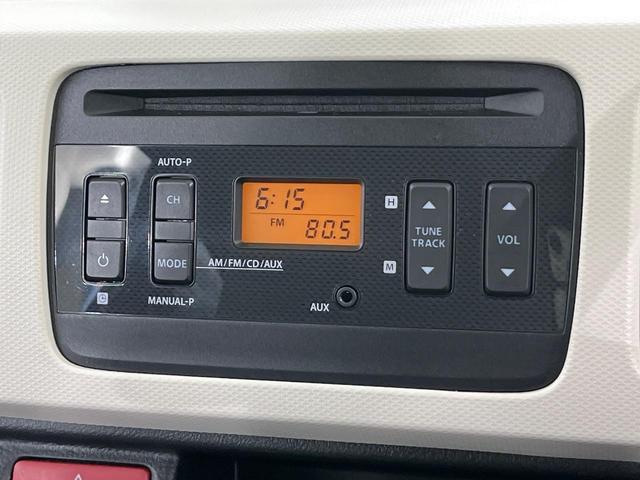 AUTO-P
CH
MODE
MANUAL-P
AM/FM/CD/AUX
6:15
FM 80.5
AUX
H
TUNE
TRACK
M
VOL